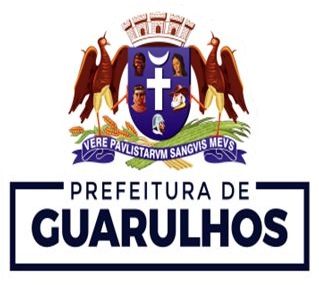 VERE PAVLISTARVM SANGVIS MEVS
PREFEITURA DE
GUARULHOS